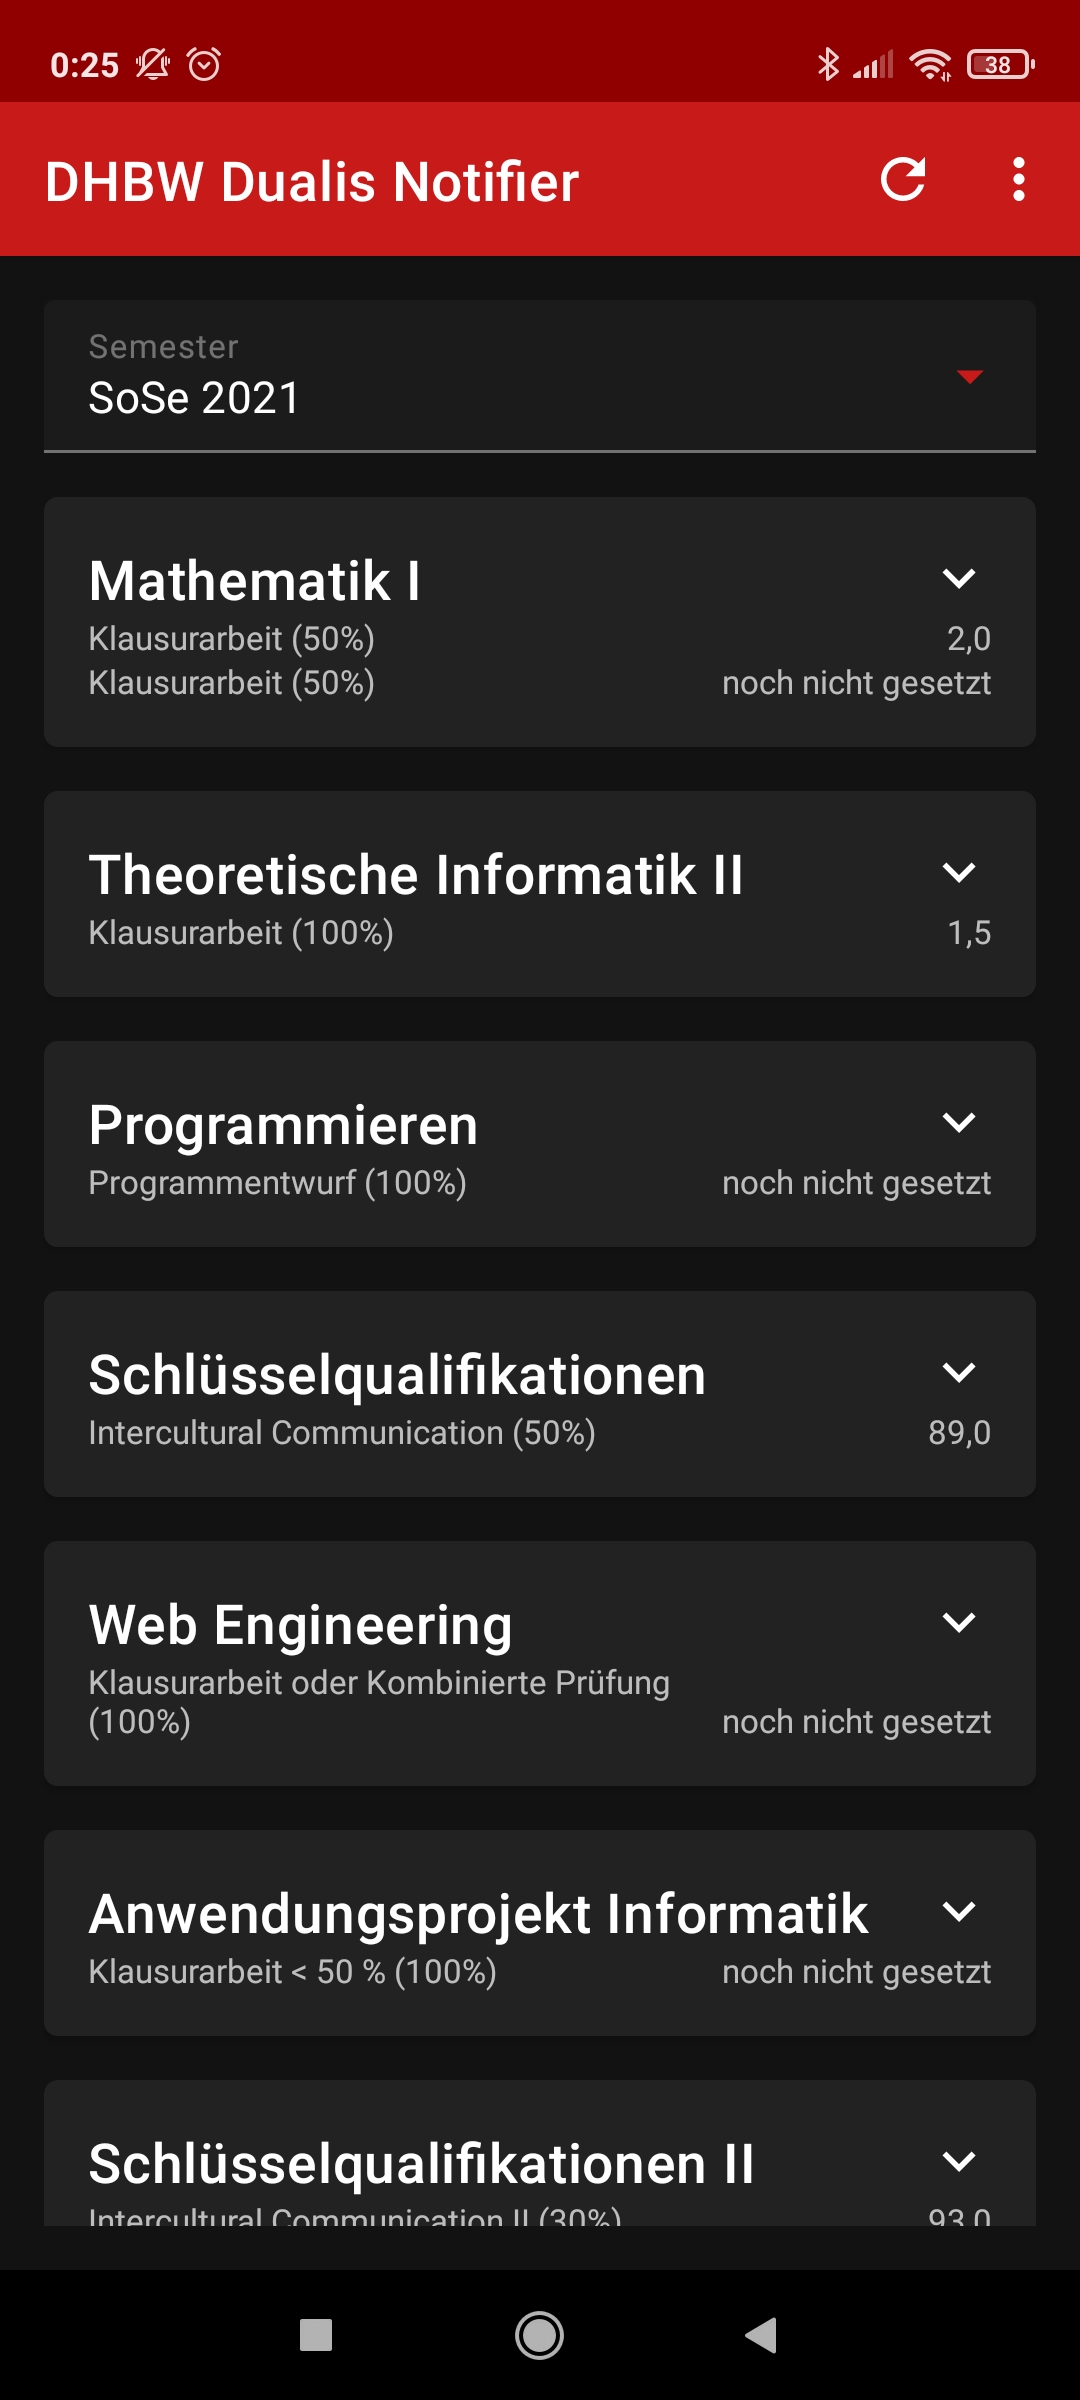 0:25
38
DHBW Dualis Notifier
Semester
SoSe 2021
Mathematik I
Klausurarbeit (50%) 2,0
Klausurarbeit (50%) noch nicht gesetzt
Theoretische Informatik II
Klausurarbeit (100%) 1,5
Programmieren
Programmentwurf (100%) noch nicht gesetzt
Schlüsselqualifikationen
Intercultural Communication (50%) 89,0
Web Engineering
Klausurarbeit oder Kombinierte Prüfung
(100%) noch nicht gesetzt
Anwendungsprojekt Informatik
Klausurarbeit < 50 % (100%) noch nicht gesetzt
Schlüsselqualifikationen II
Intercultural Communication II (30%) 93,0